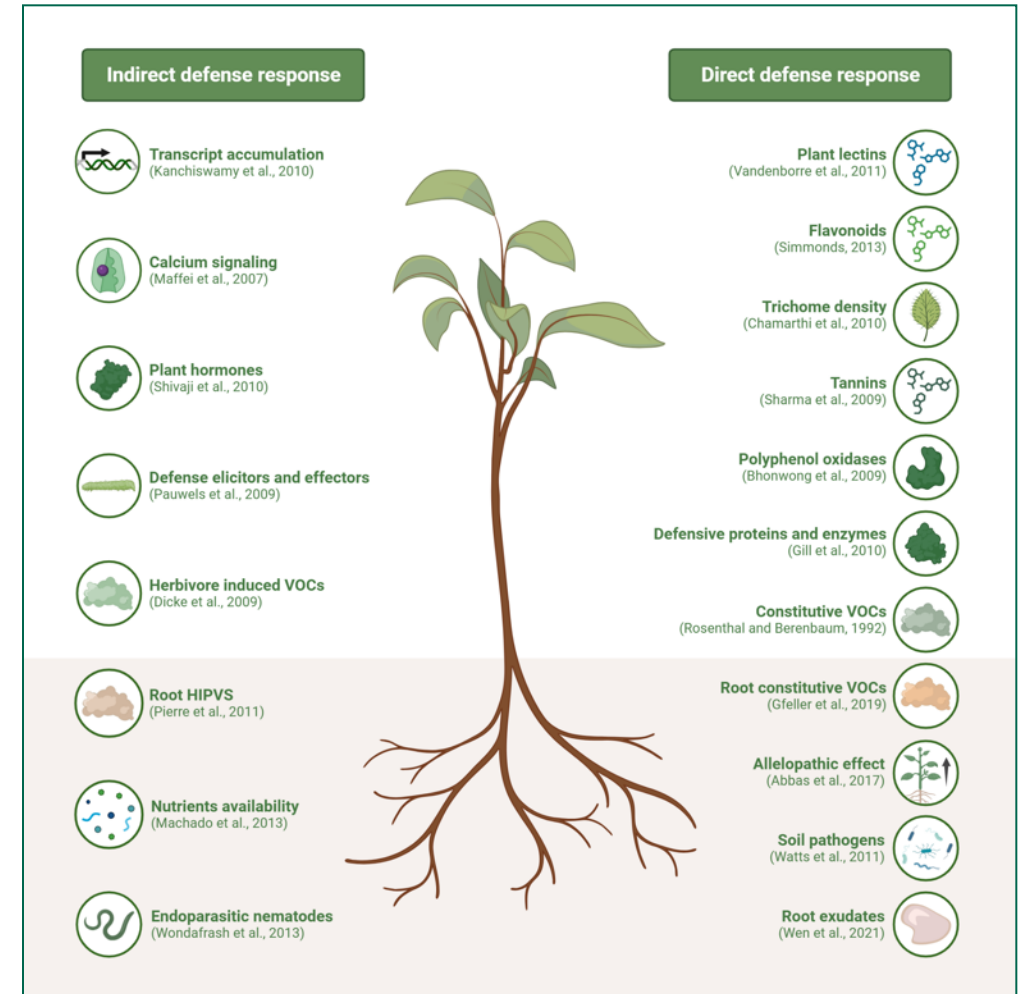 Indirect defense response
Transcript accumulation
(Kanchiswamy et al., 2010)
Calcium signaling
(Maffei et al., 2007)
Plant hormones
(Shivaji et al., 2010)
Defense elicitors and effectors
(Pauwels et al., 2009)
Herbivore induced VOCs
(Dicke et al., 2009)
Root HIPVS
(Pierre et al., 2011)
Nutrients availability
(Machado et al., 2013)
Endoparasitic nematodes
(Wondafrash et al., 2013)
Direct defense response
Plant lectins
(Vandenborre et al., 2011)
Flavonoids
(Simmonds, 2013)
Trichome density
(Chamarthi et al., 2010)
Tannins
(Sharma et al., 2009)
Polyphenol oxidases
(Bhonwong et al., 2009)
Defensive proteins and enzymes
(Gill et al., 2010)
Constitutive VOCs
(Rosenthal and Berenbaum, 1992)
Root constitutive VOCs
(Gfeller et al., 2019)
Allelopathic effect
(Abbas et al., 2017)
Soil pathogens
(Watts et al., 2011)
Root exudates
(Wen et al., 2021)